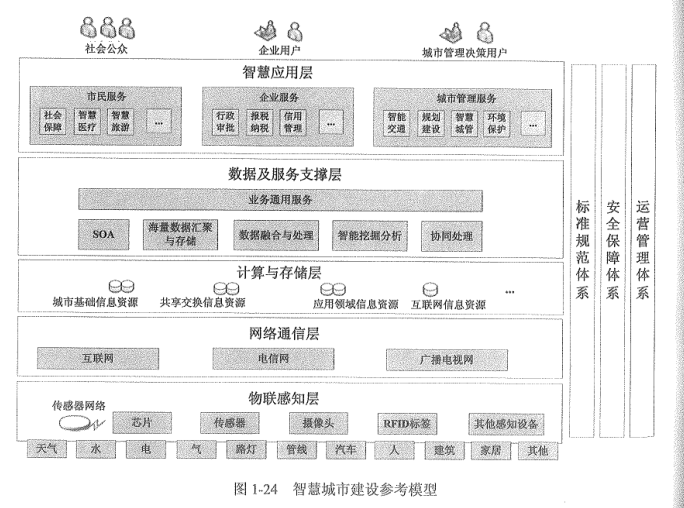 社会公众 企业用户 城市管理决策用户
智慧应用层
市民服务 企业服务 城市管理服务
社会保障 智慧医疗 智慧旅游 ... 行政审批 报税纳税 信用管理 ... 智能交通 规划建设 智慧城管 环境保护 ...
数据及服务支撑层
业务通用服务
SOA 海量数据汇聚与存储 数据融合与处理 智能挖掘分析 协同处理
计算与存储层
城市基础信息资源 共享交换信息资源 应用领域信息资源 互联网信息资源 ...
网络通信层
互联网 电信网 广播电视网
物联感知层
传感器网络 芯片 传感器 摄像头 RFID标签 其他感知设备
天气 水 电 气 路灯 管线 汽车 人 建筑 家居 其他
标准规范体系
安全保障体系
运营管理体系
图 1-24 智慧城市建设参考模型